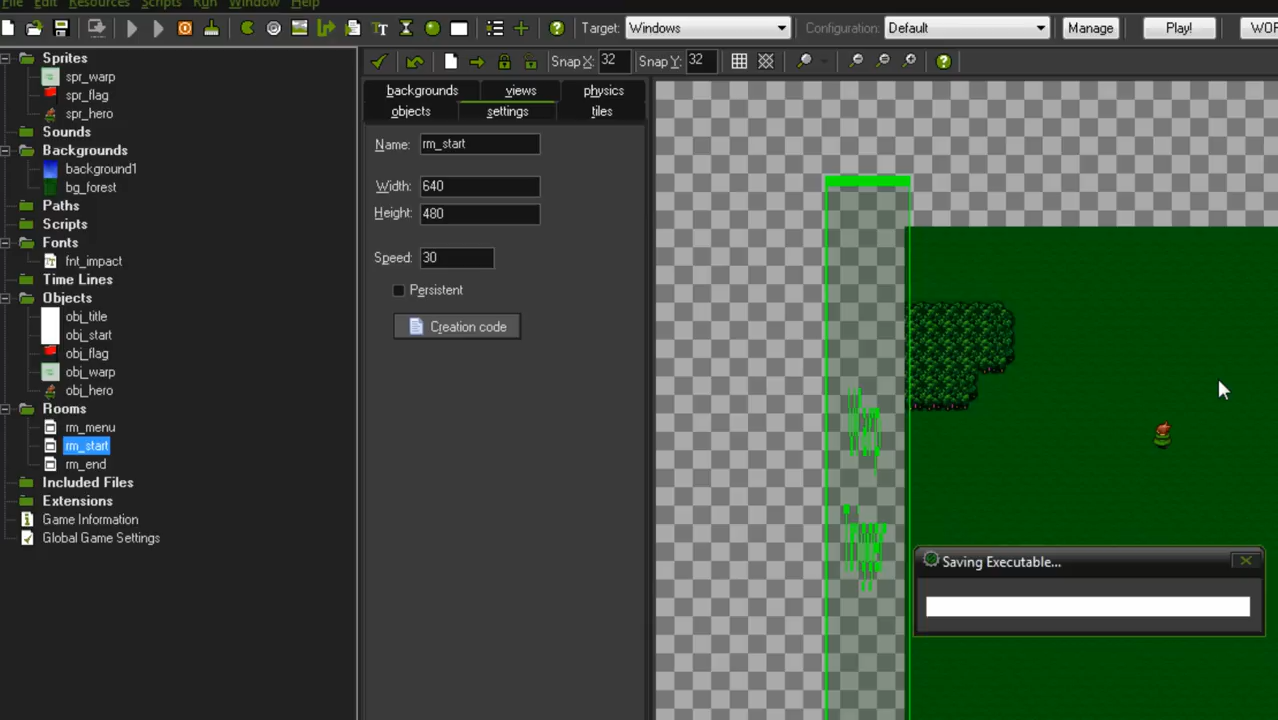 File Edit Resources Scripts Run Window Help
Target: Windows Configuration: Default Manage Play!
Snap X: 32 Snap Y: 32
Sprites
spr_warp
spr_flag
spr_hero
Sounds
Backgrounds
background1
bg_forest
Paths
Scripts
Fonts
fnt_impact
Time Lines
Objects
obj_title
obj_start
obj_flag
obj_warp
obj_hero
Rooms
rm_menu
rm_start
rm_end
Included Files
Extensions
Game Information
Global Game Settings
backgrounds views physics
objects settings tiles
Name: rm_start
Width: 640
Height: 480
Speed: 30
Persistent
Creation code
Saving Executable...